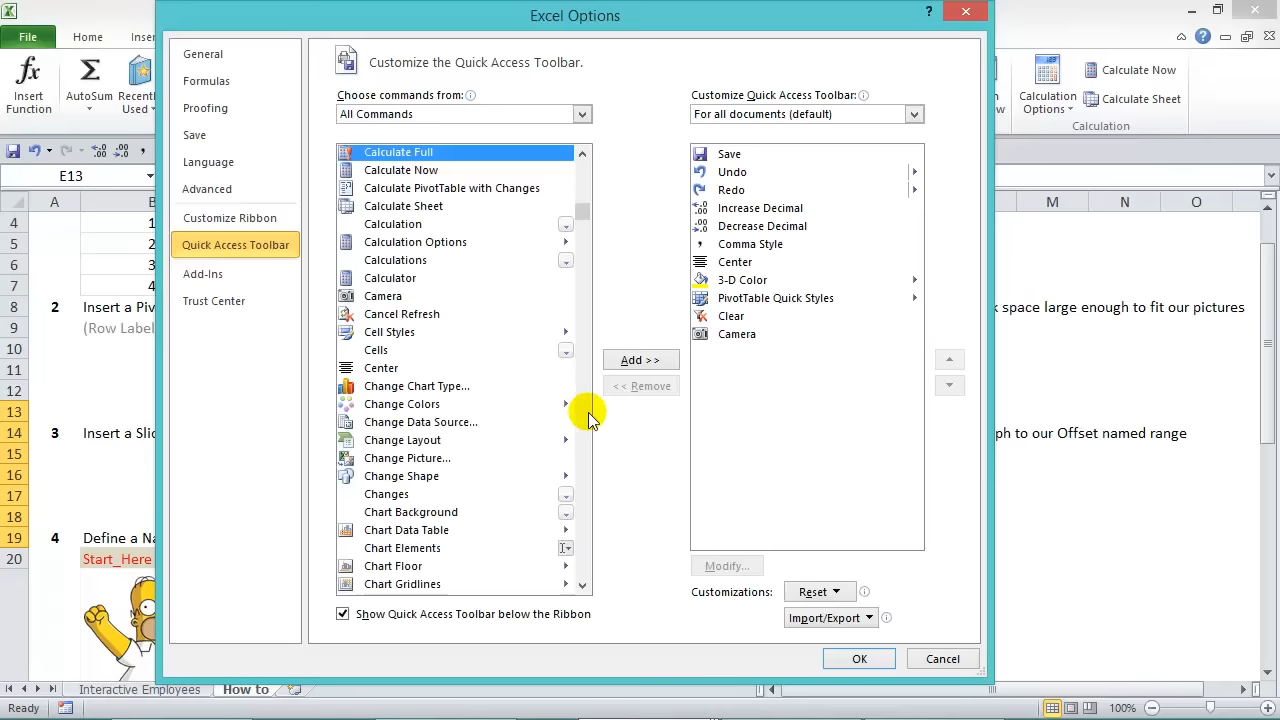 Excel Options
?
File
Home
Inser
Insert
Function
AutoSum
Recent
Used
Calculation
Options
Calculate Now
Calculate Sheet
Calculation
E13
A
B
M
N
O
4
5
6
7
8
9
10
11
12
13
14
15
16
17
18
19
20
1
2
3
4
2 Insert a Piv
k space large enough to fit our pictures
(Row Label
3 Insert a Slic
ph to our Offset named range
4 Define a Na
Start_Here
General
Formulas
Proofing
Save
Language
Advanced
Customize Ribbon
Quick Access Toolbar
Add-Ins
Trust Center
Customize the Quick Access Toolbar.
Choose commands from:
All Commands
Calculate Full
Calculate Now
Calculate PivotTable with Changes
Calculate Sheet
Calculation
Calculation Options
Calculations
Calculator
Camera
Cancel Refresh
Cell Styles
Cells
Center
Change Chart Type...
Change Colors
Change Data Source...
Change Layout
Change Picture...
Change Shape
Changes
Chart Background
Chart Data Table
Chart Elements
Chart Floor
Chart Gridlines
Show Quick Access Toolbar below the Ribbon
Add >>
<< Remove
Customize Quick Access Toolbar:
For all documents (default)
Save
Undo
Redo
Increase Decimal
Decrease Decimal
Comma Style
Center
3-D Color
PivotTable Quick Styles
Clear
Camera
Modify...
Customizations:
Reset
Import/Export
OK
Cancel
Interactive Employees
How to
Ready
100%